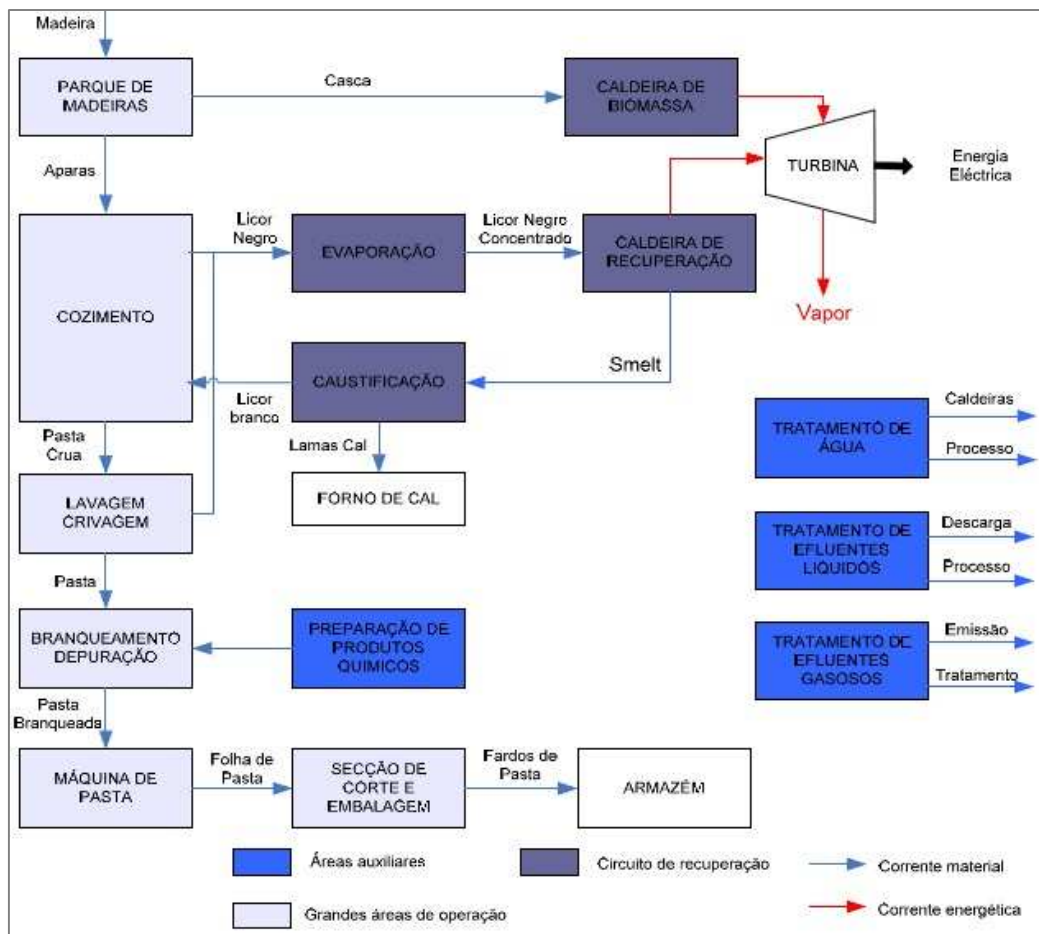 Madeira
PARQUE DE
MADEIRAS
Casca
CALDEIRA DE
BIOMASSA
TURBINA
Energia
Eléctrica
Aparas
COZIMENTO
Licor
Negro
EVAPORAÇÃO
Licor Negro
Concentrado
CALDEIRA DE
RECUPERAÇÃO
Vapor
Smelt
CAUSTIFICAÇÃO
Licor
branco
Lamas Cal
FORNO DE CAL
Pasta
Crua
LAVAGEM
CRIVAGEM
TRATAMENTO DE
ÁGUA
Caldeiras
Processo
TRATAMENTO DE
EFLUENTES
LIQUIDOS
Descarga
Processo
Pasta
BRANQUEAMENTO
DEPURAÇÃO
PREPARAÇÃO DE
PRODUTOS
QUIMICOS
TRATAMENTO DE
EFLUENTES
GASOSOS
Emissão
Tratamento
Pasta
Branqueada
MÁQUINA DE
PASTA
Folha de
Pasta
SECÇÃO DE
CORTE E
EMBALAGEM
Fardos de
Pasta
ARMAZÉM
Áreas auxiliares
Circuito de recuperação
Corrente material
Grandes áreas de operação
Corrente energética